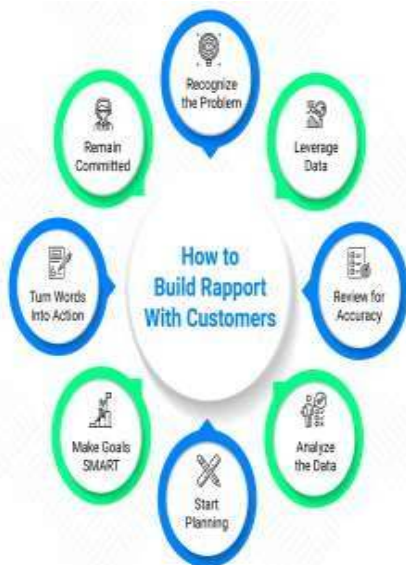 Recognize
the Problem
Leverage
Data
Review for
Accuracy
Analyze
the Data
Start
Planning
Make Goals
SMART
Turn Words
Into Action
Remain
Committed
How to
Build Rapport
With Customers